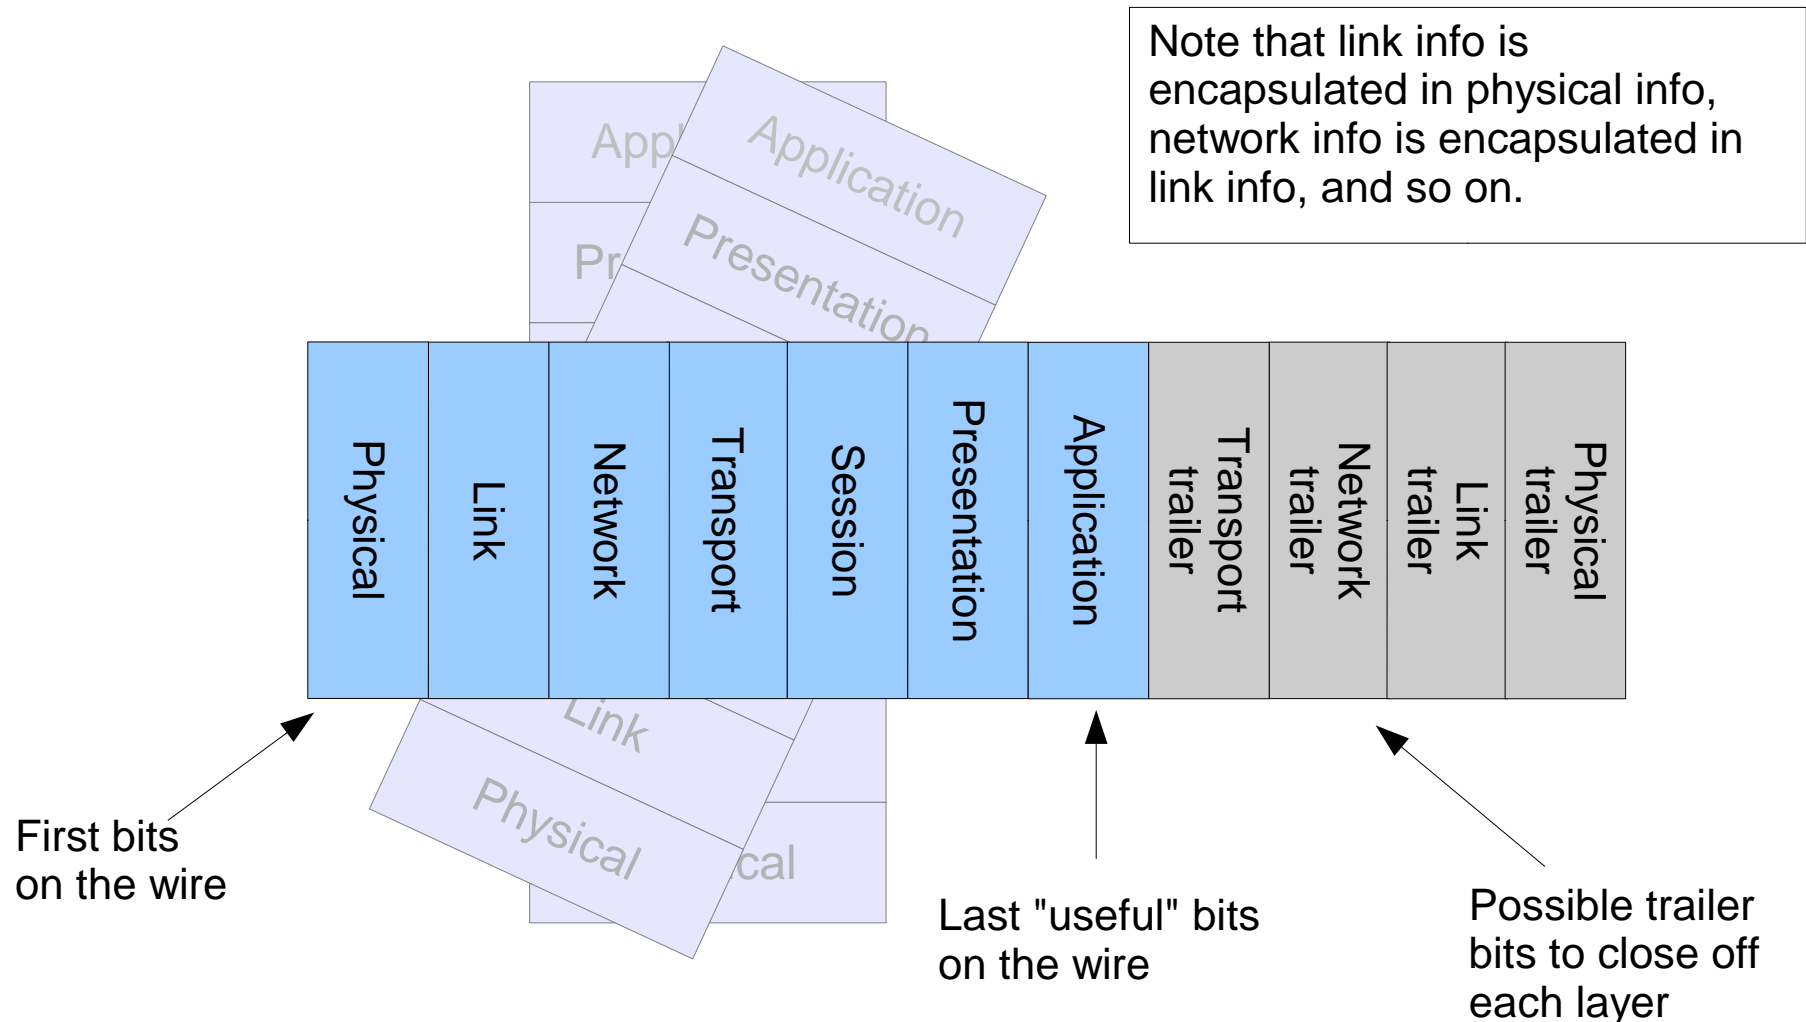 Note that link info is
encapsulated in physical info,
network info is encapsulated in
link info, and so on.
Appl
Application
Pr
Presentation
Physical
Link
Network
Transport
Session
Presentation
Application
Transport
trailer
Network
trailer
Link
trailer
Physical
trailer
Link
Physical
cal
First bits
on the wire
Last "useful" bits
on the wire
Possible trailer
bits to close off
each layer